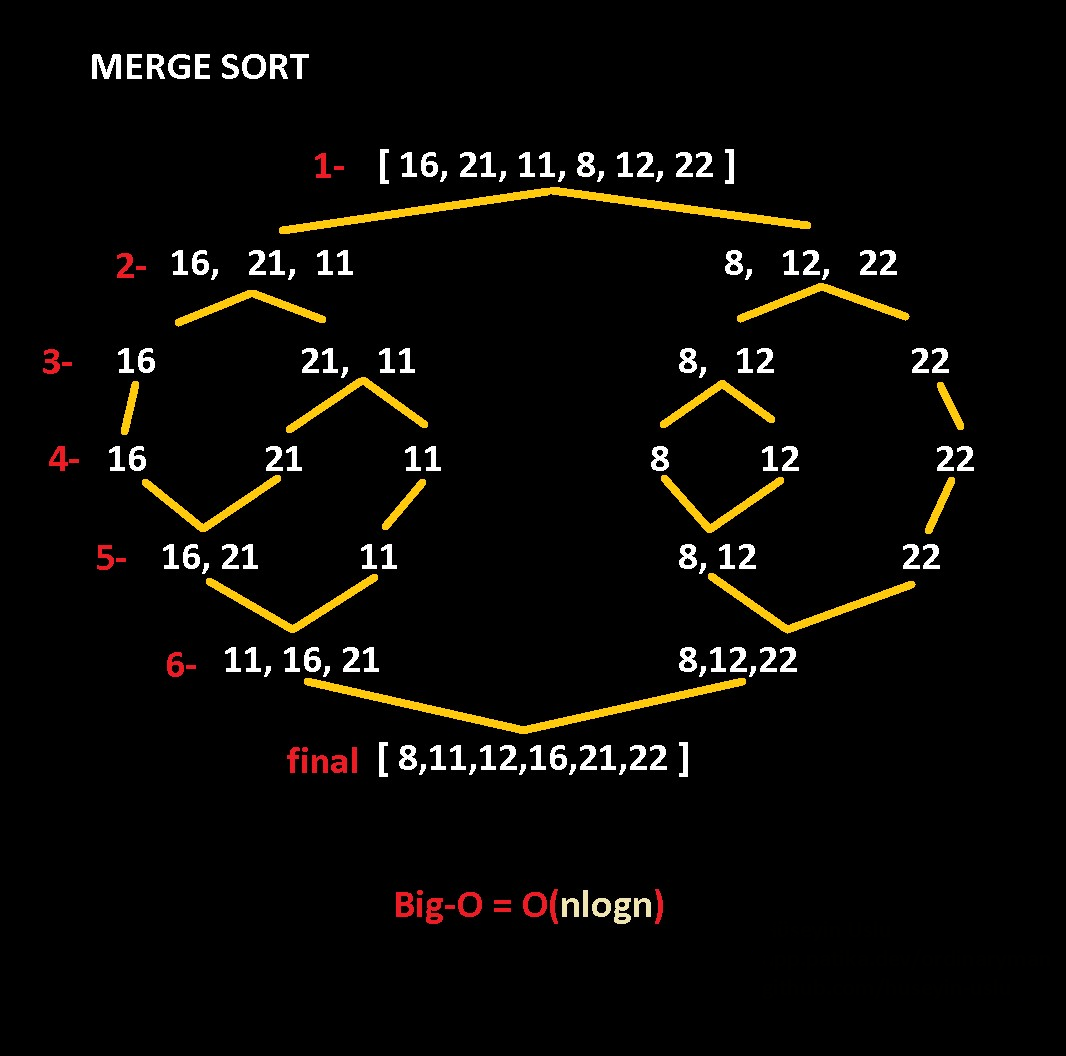 MERGE SORT
1- [ 16, 21, 11, 8, 12, 22 ]
2- 16, 21, 11 8, 12, 22
3- 16 21, 11 8, 12 22
4- 16 21 11 8 12 22
5- 16, 21 11 8, 12 22
6- 11, 16, 21 8,12,22
final [ 8,11,12,16,21,22 ]
Big-O = O(nlogn)